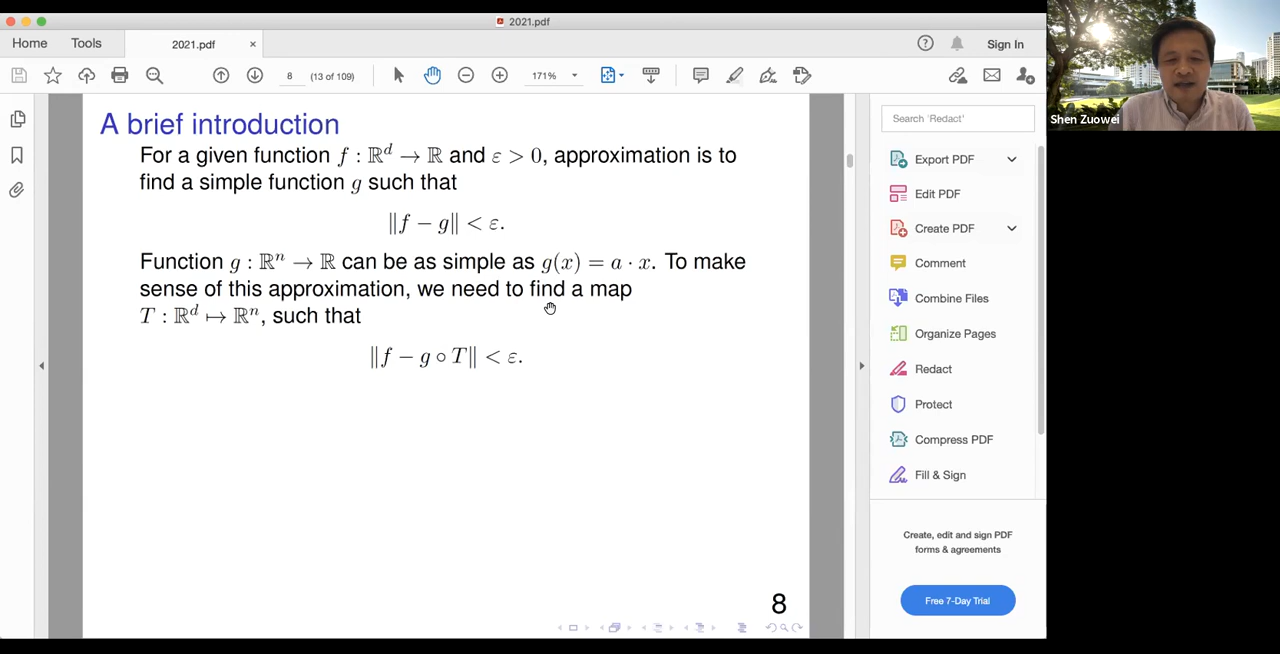 2021.pdf
Home
Tools
2021.pdf
×
Sign In
8
(13 of 109)
171%
A brief introduction
For a given function f : ℝᵈ → ℝ and ε > 0, approximation is to
find a simple function g such that
‖f − g‖ < ε.
Function g : ℝⁿ → ℝ can be as simple as g(x) = a · x. To make
sense of this approximation, we need to find a map
T : ℝᵈ ↦ ℝⁿ, such that
‖f − g ∘ T‖ < ε.
8
Search 'Redact'
Export PDF
Edit PDF
Create PDF
Comment
Combine Files
Organize Pages
Redact
Protect
Compress PDF
Fill & Sign
Create, edit and sign PDF
forms & agreements
Free 7-Day Trial
Shen Zuowei